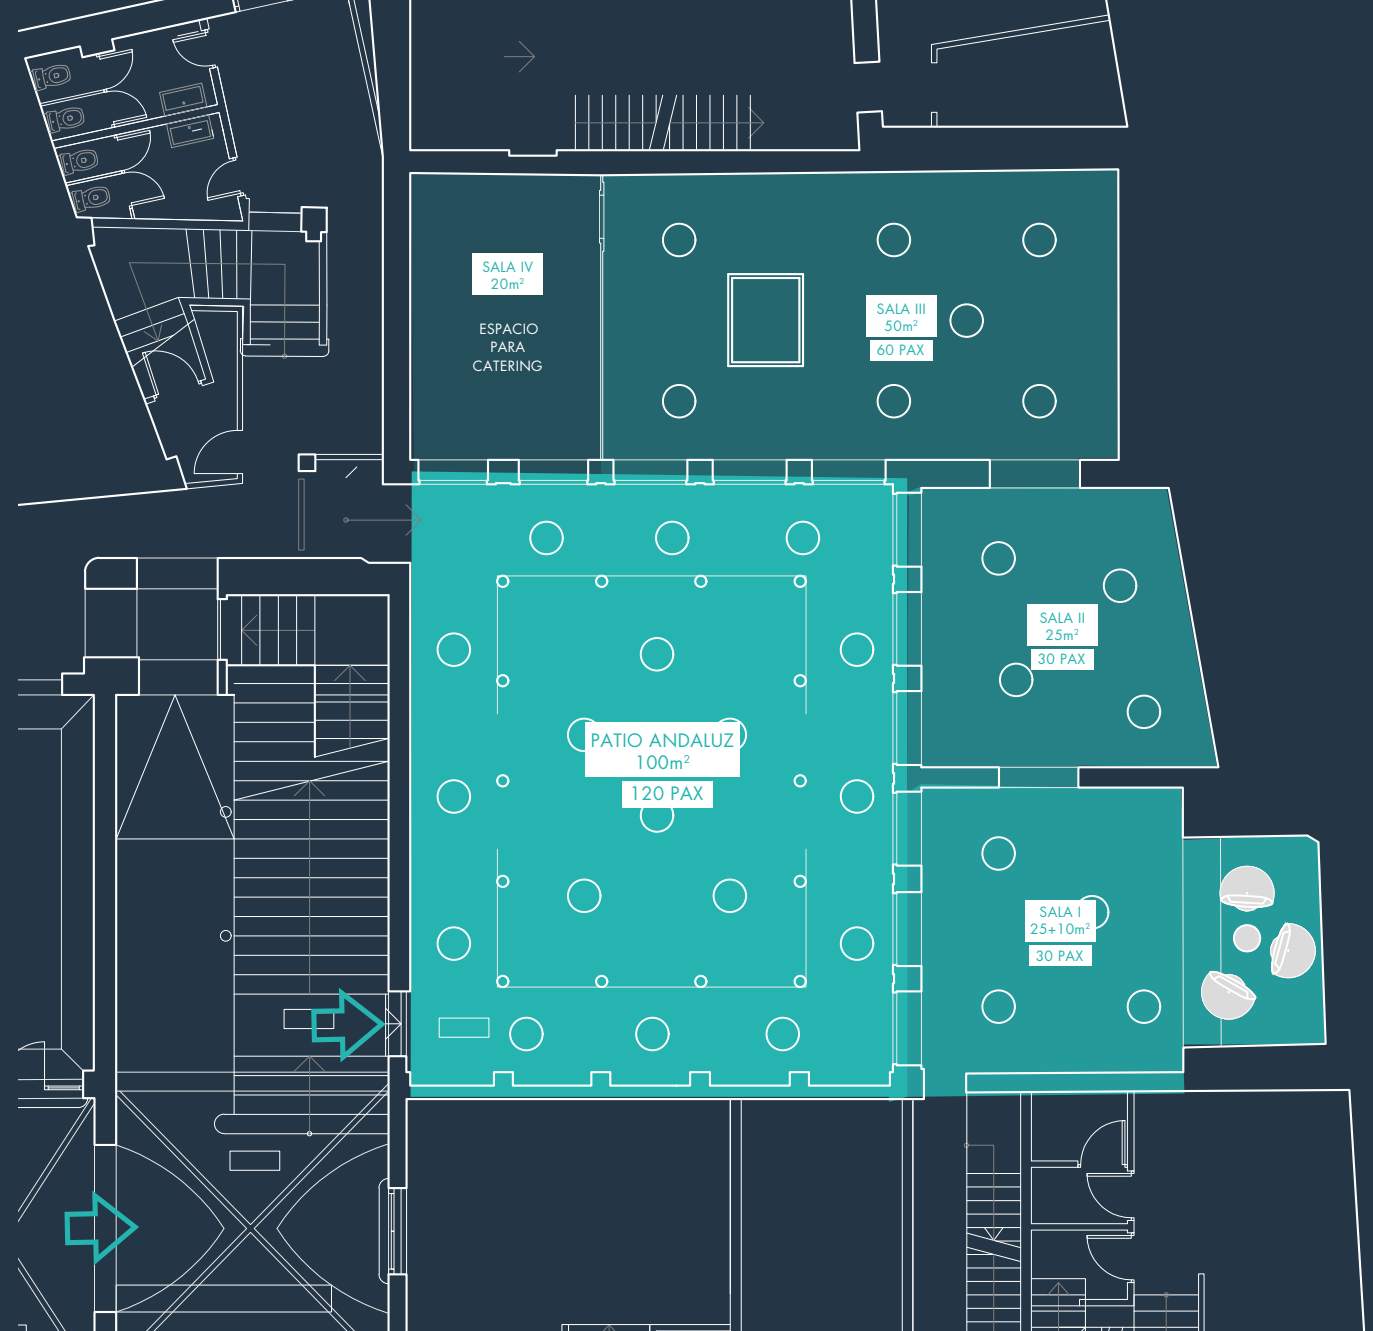 SALA IV
20m²
ESPACIO
PARA
CATERING
SALA III
50m²
60 PAX
SALA II
25m²
30 PAX
PATIO ANDALUZ
100m²
120 PAX
SALA I
25+10m²
30 PAX